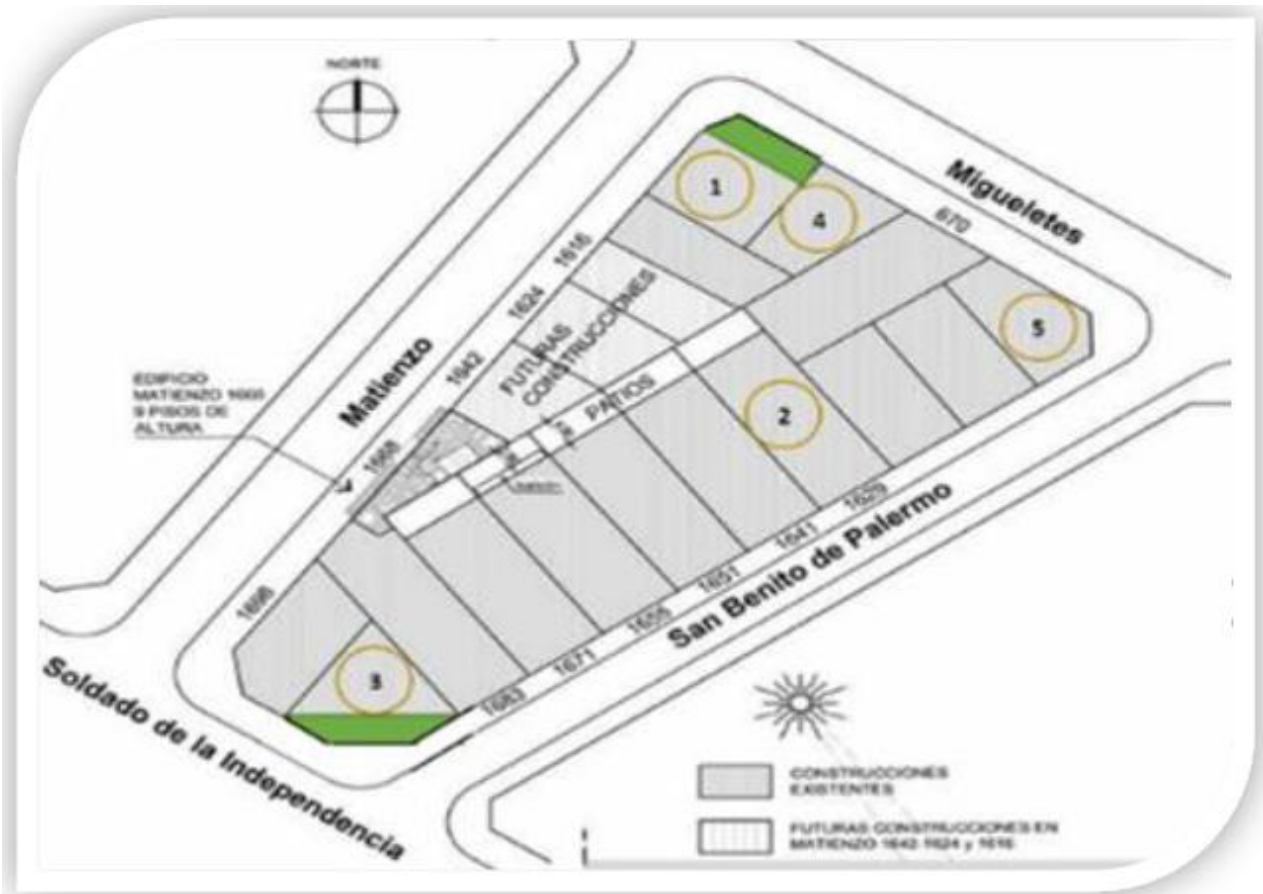 NORTE
Migueletes
670
1
4
5
2
3
1616
1624
1642
1668
1698
FUTURAS
CONSTRUCCIONES
PATIOS
Matienzo
EDIFICIO
MATIENZO 1668
9 PISOS DE
ALTURA
1629
1641
1651
1655
1671
1683
San Benito de Palermo
Soldado de la Independencia
CONSTRUCCIONES
EXISTENTES
FUTURAS CONSTRUCCIONES EN
MATIENZO 1642-1624 y 1616